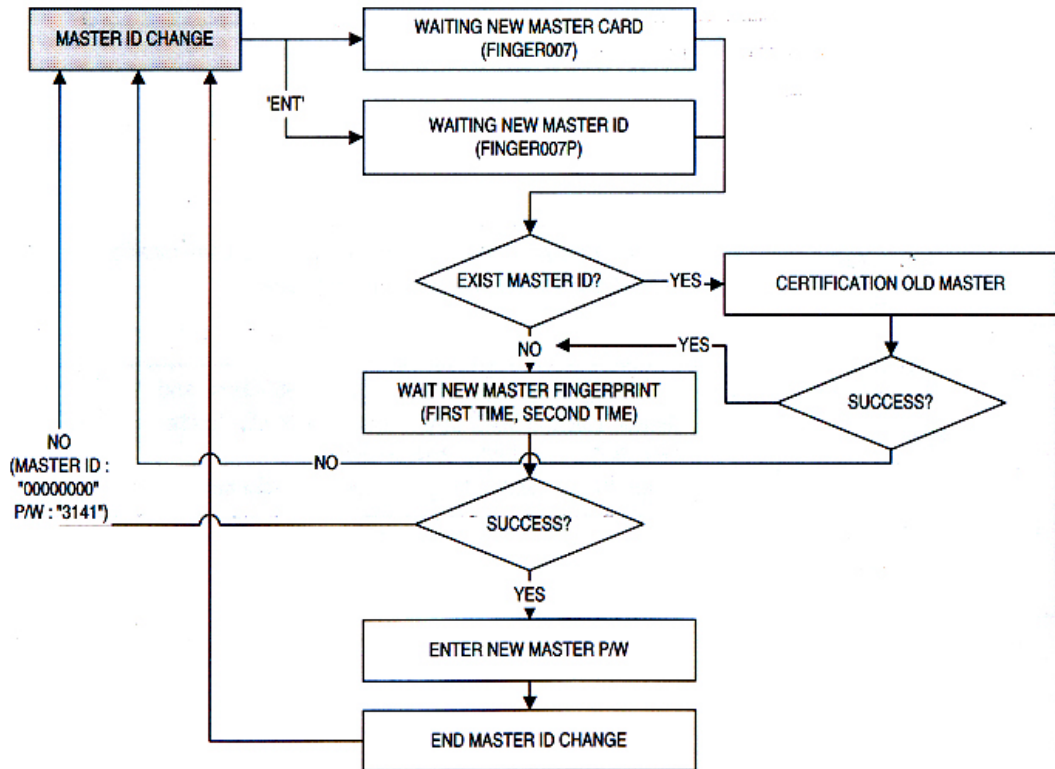 MASTER ID CHANGE
WAITING NEW MASTER CARD
(FINGER007)
'ENT'
WAITING NEW MASTER ID
(FINGER007P)
EXIST MASTER ID?
YES
CERTIFICATION OLD MASTER
NO
YES
WAIT NEW MASTER FINGERPRINT
(FIRST TIME, SECOND TIME)
SUCCESS?
NO
(MASTER ID :
"00000000"
P/W : "3141")
NO
SUCCESS?
YES
ENTER NEW MASTER P/W
END MASTER ID CHANGE